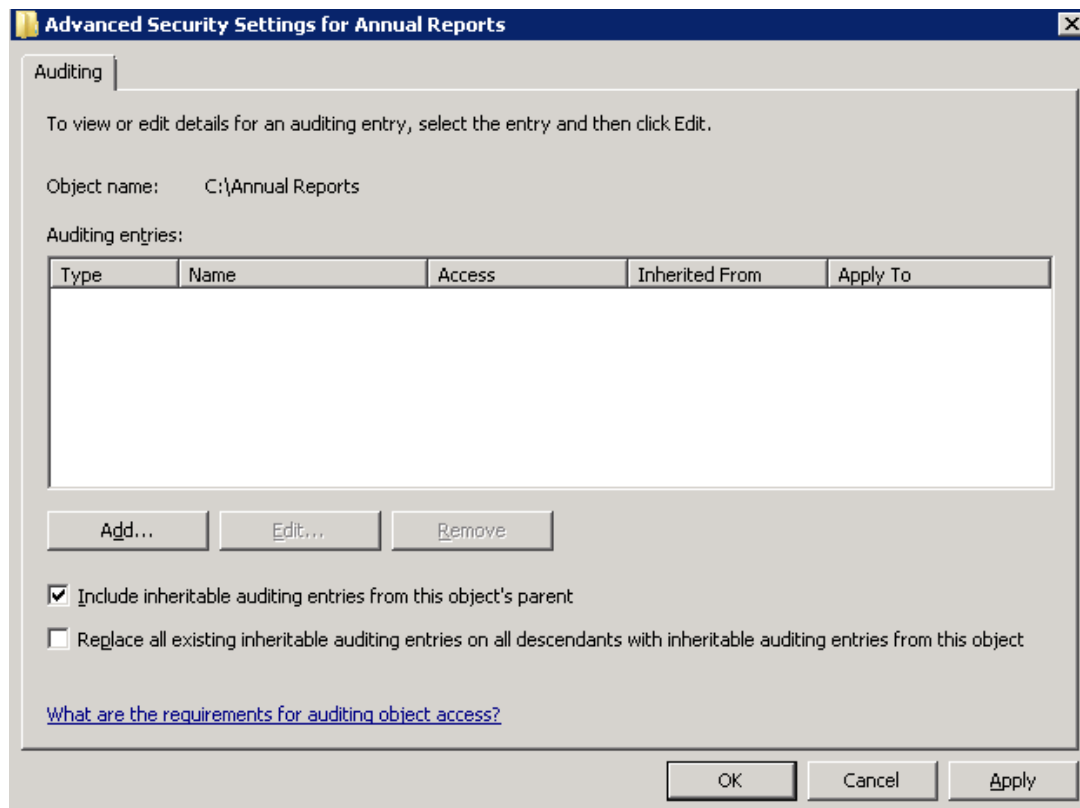 Advanced Security Settings for Annual Reports
Auditing
To view or edit details for an auditing entry, select the entry and then click Edit.
Object name: C:\Annual Reports
Auditing entries:
Type Name Access Inherited From Apply To
Add... Edit... Remove
Include inheritable auditing entries from this object's parent
Replace all existing inheritable auditing entries on all descendants with inheritable auditing entries from this object
What are the requirements for auditing object access?
OK Cancel Apply